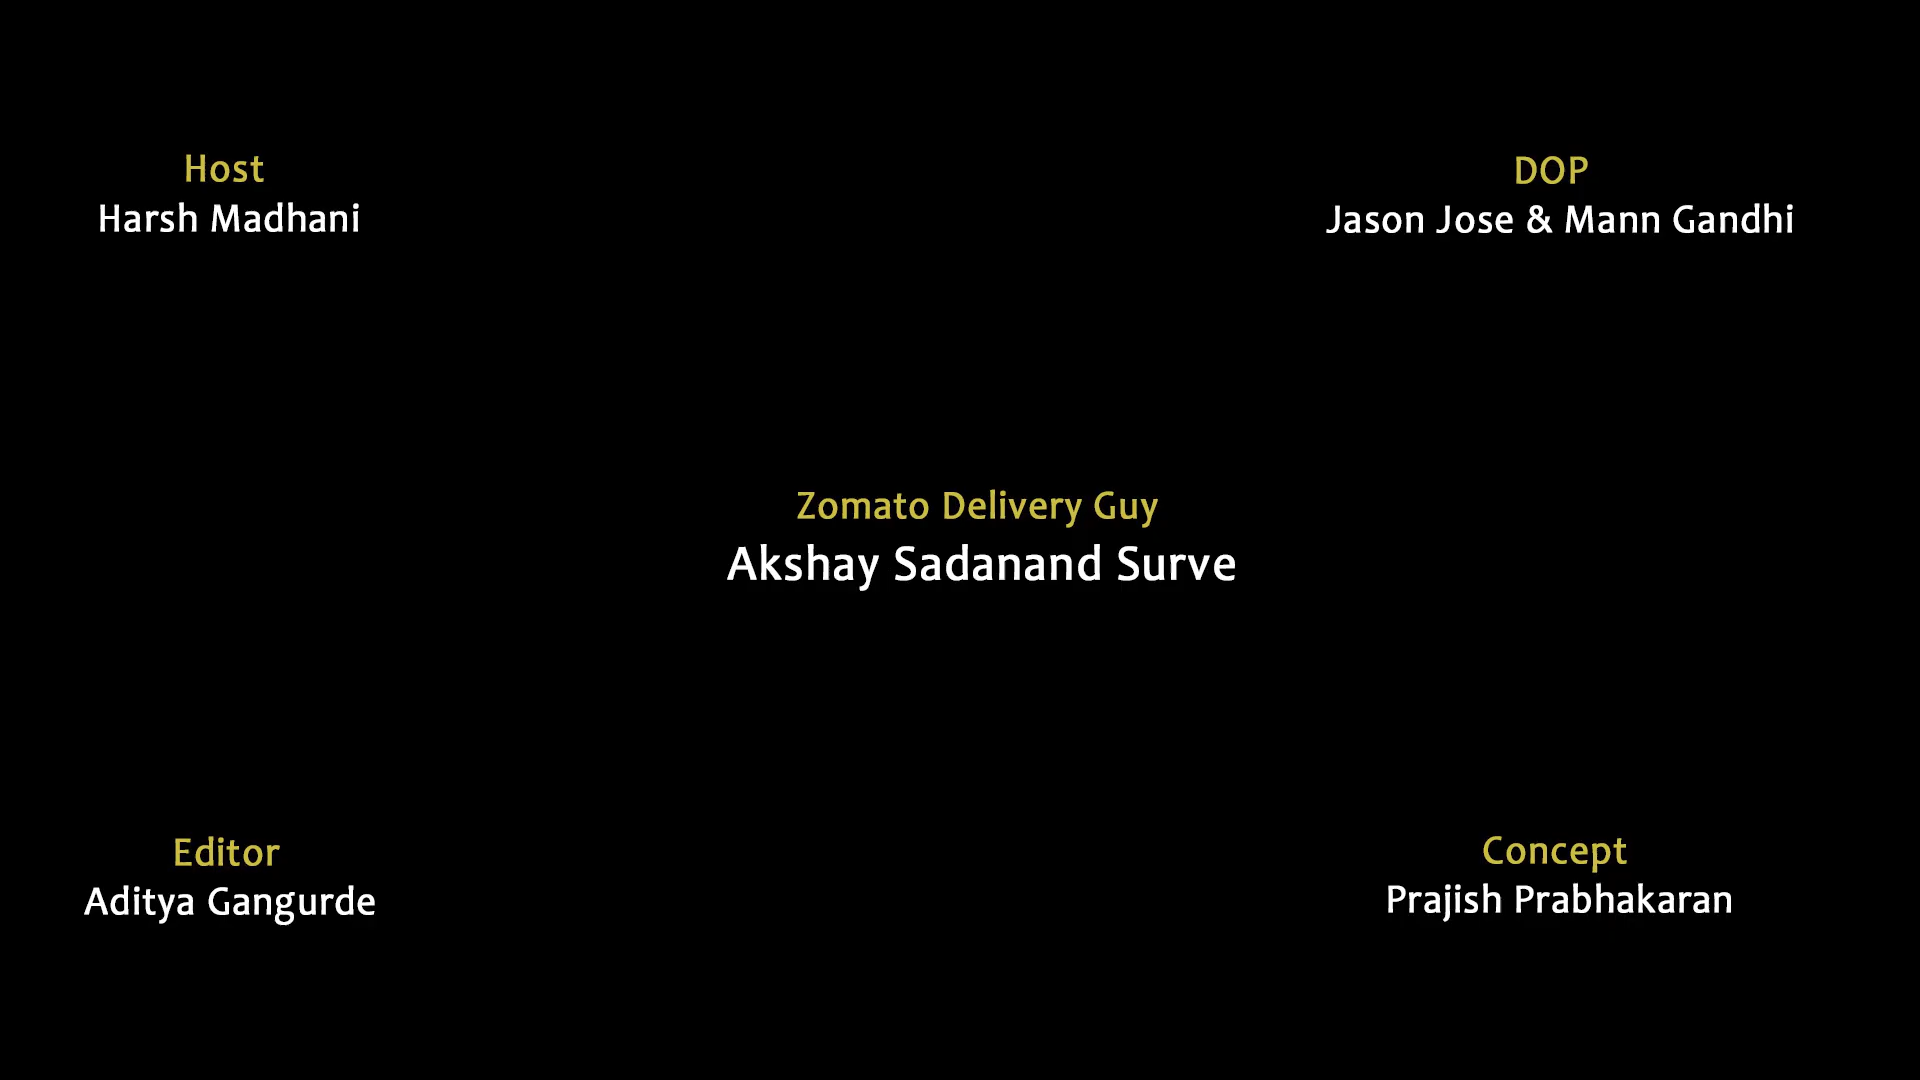 Host
Harsh Madhani
DOP
Jason Jose & Mann Gandhi
Zomato Delivery Guy
Akshay Sadanand Surve
Editor
Aditya Gangurde
Concept
Prajish Prabhakaran